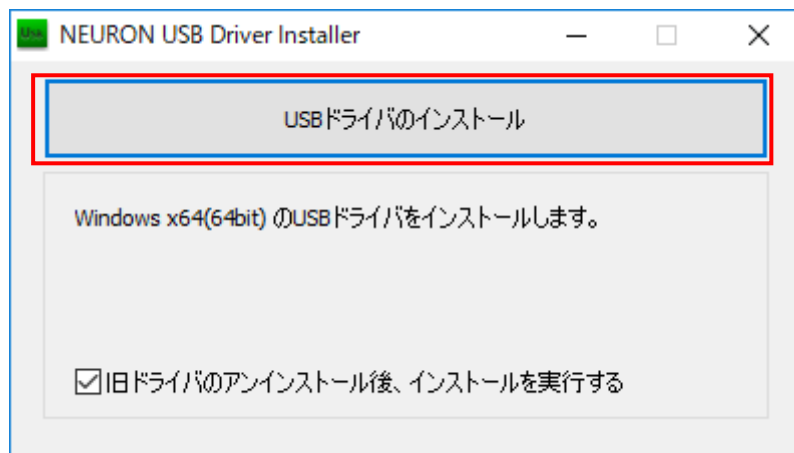 NEURON USB Driver Installer
USBドライバのインストール
Windows x64(64bit) のUSBドライバをインストールします。
旧ドライバのアンインストール後、インストールを実行する